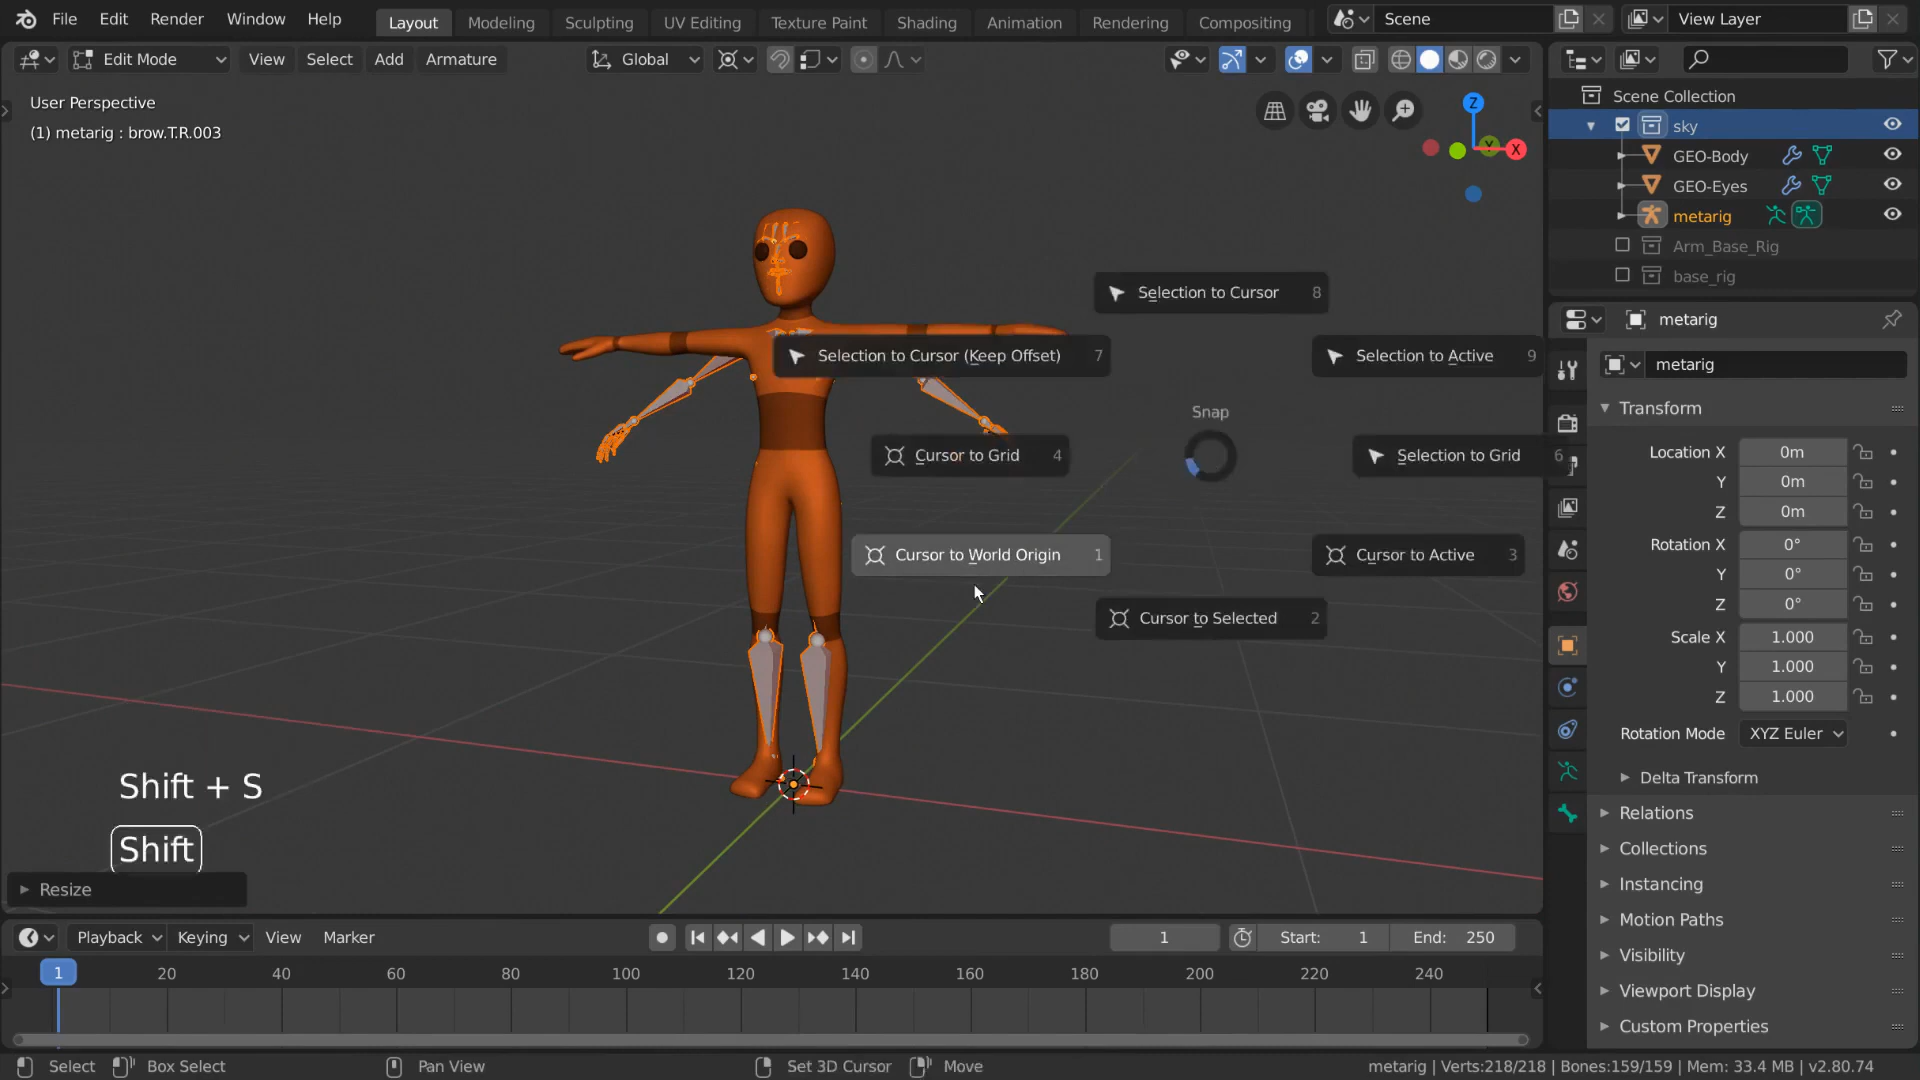 File Edit Render Window Help Layout Modeling Sculpting UV Editing Texture Paint Shading Animation Rendering Compositing Scene View Layer
Edit Mode View Select Add Armature Global
User Perspective
(1) metarig : brow.T.R.003
Z
Y
X
Selection to Cursor 8
Selection to Cursor (Keep Offset) 7
Selection to Active 9
Snap
Cursor to Grid 4
Selection to Grid 6
Cursor to World Origin 1
Cursor to Active 3
Cursor to Selected 2
Shift + S
Shift
Resize
Scene Collection
sky
GEO-Body
GEO-Eyes
metarig
Arm_Base_Rig
base_rig
metarig
metarig
Transform
Location X 0m
Y 0m
Z 0m
Rotation X 0°
Y 0°
Z 0°
Scale X 1.000
Y 1.000
Z 1.000
Rotation Mode XYZ Euler
Delta Transform
Relations
Collections
Instancing
Motion Paths
Visibility
Viewport Display
Custom Properties
Playback Keying View Marker 1 Start: 1 End: 250
1 20 40 60 80 100 120 140 160 180 200 220 240
Select Box Select Pan View Set 3D Cursor Move metarig | Verts:218/218 | Bones:159/159 | Mem: 33.4 MB | v2.80.74